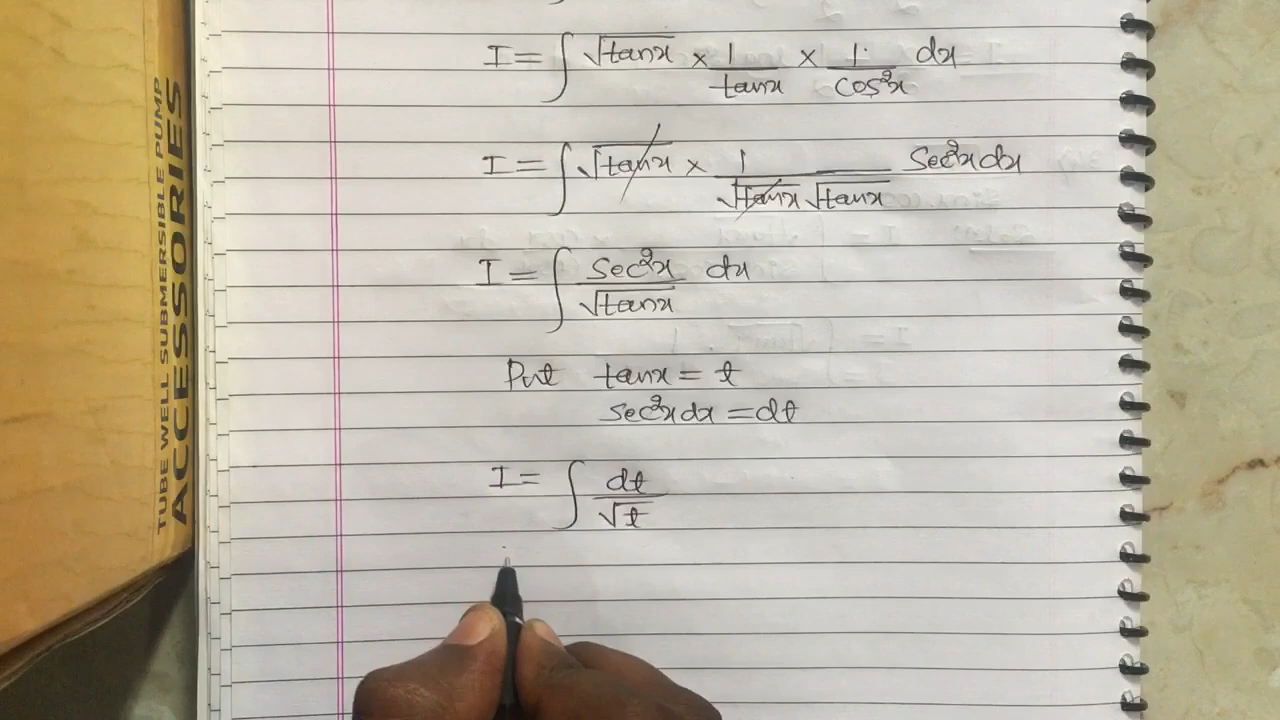 TUBE WELL SUBMERSIBLE PUMP
ACCESSORIES
I = ∫ √tanx × 1/tanx × 1/cos²x dx
I = ∫ √tanx × 1/(√tanx √tanx) Sec²x dx
I = ∫ Sec²x/√tanx dx
Put tanx = t
sec²x dx = dt
I = ∫ dt/√t